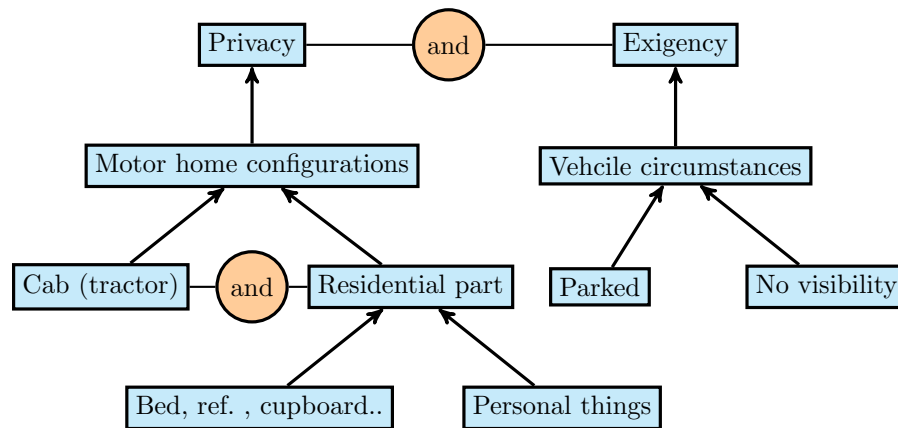 Privacy
and
Exigency
Motor home configurations
Vehcile circumstances
Cab (tractor)
and
Residential part
Parked
No visibility
Bed, ref. , cupboard..
Personal things